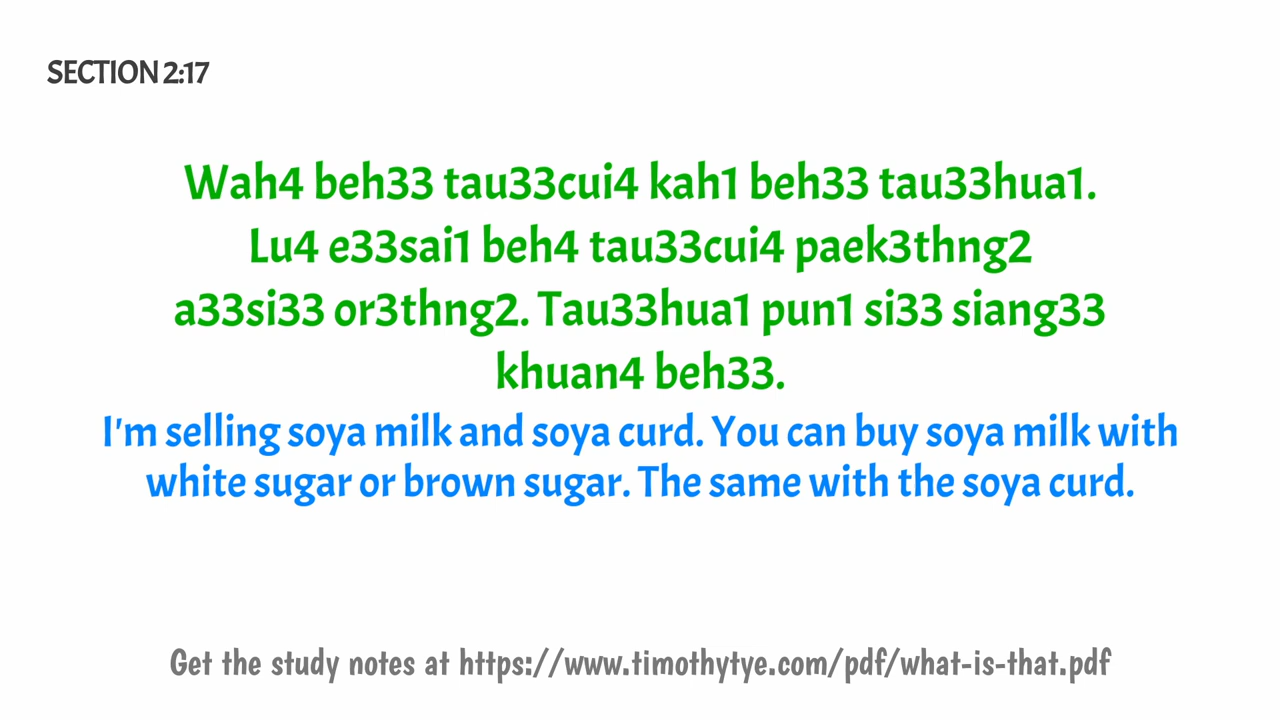 SECTION 2:17
Wah4 beh33 tau33cui4 kah1 beh33 tau33hua1.
Lu4 e33sai1 beh4 tau33cui4 paek3thng2
a33si33 or3thng2. Tau33hua1 pun1 si33 siang33
khuan4 beh33.
I'm selling soya milk and soya curd. You can buy soya milk with
white sugar or brown sugar. The same with the soya curd.
Get the study notes at https://www.timothytye.com/pdf/what-is-that.pdf